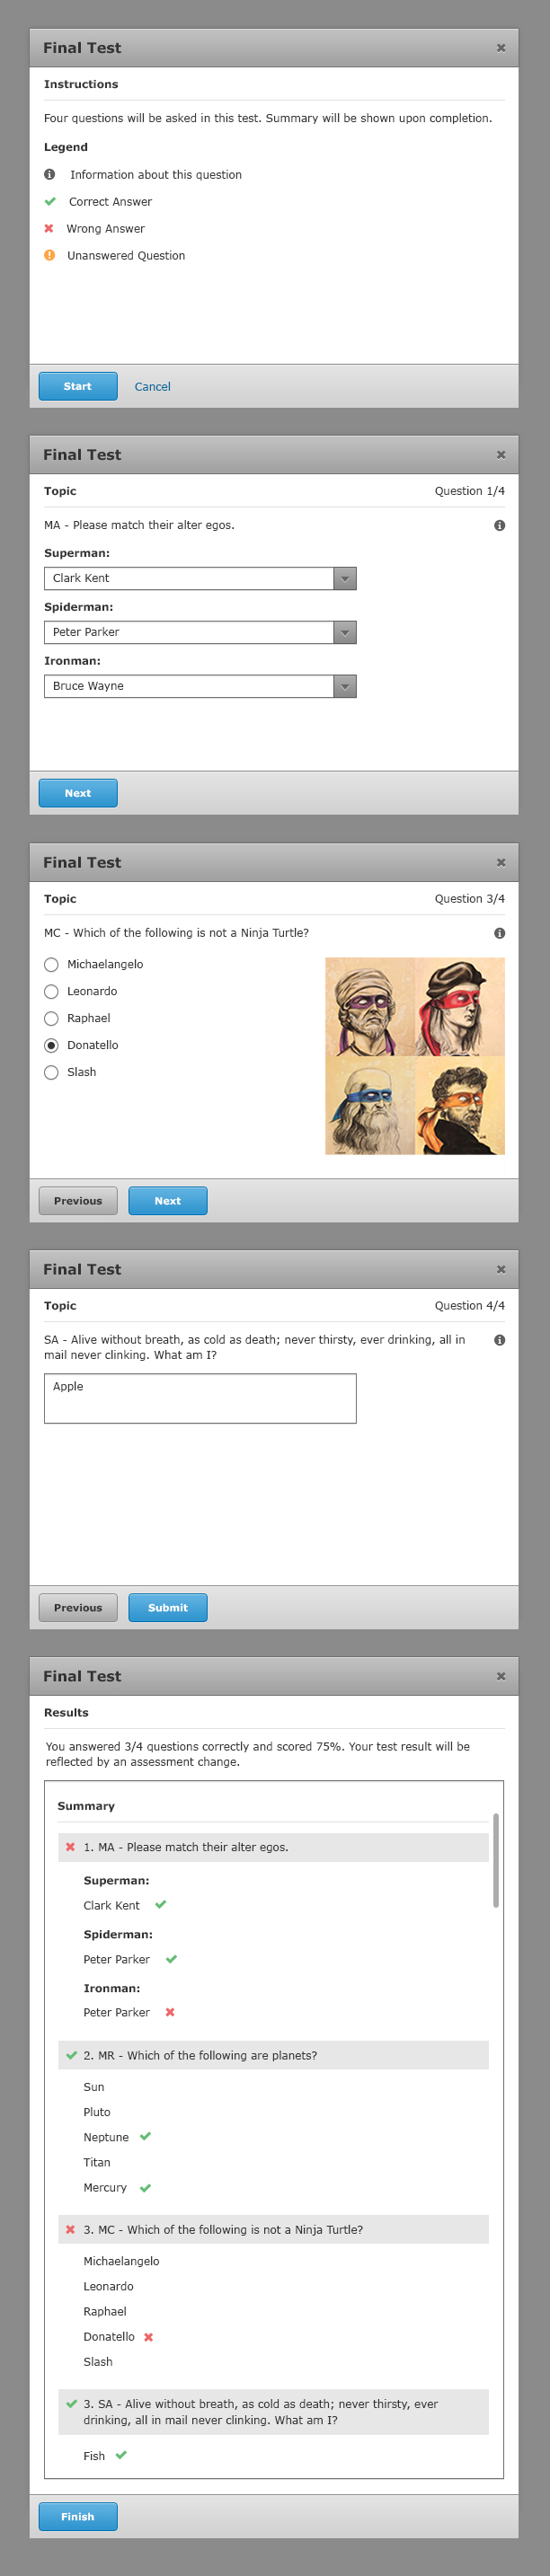 Final Test
Instructions
Four questions will be asked in this test. Summary will be shown upon completion.
Legend
Information about this question
Correct Answer
Wrong Answer
Unanswered Question
Start Cancel
Final Test
Topic Question 1/4
MA - Please match their alter egos.
Superman:
Clark Kent
Spiderman:
Peter Parker
Ironman:
Bruce Wayne
Next
Final Test
Topic Question 3/4
MC - Which of the following is not a Ninja Turtle?
Michaelangelo
Leonardo
Raphael
Donatello
Slash
Previous Next
Final Test
Topic Question 4/4
SA - Alive without breath, as cold as death; never thirsty, ever drinking, all in
mail never clinking. What am I?
Apple
Previous Submit
Final Test
Results
You answered 3/4 questions correctly and scored 75%. Your test result will be
reflected by an assessment change.
Summary
1. MA - Please match their alter egos.
Superman:
Clark Kent
Spiderman:
Peter Parker
Ironman:
Peter Parker
2. MR - Which of the following are planets?
Sun
Pluto
Neptune
Titan
Mercury
3. MC - Which of the following is not a Ninja Turtle?
Michaelangelo
Leonardo
Raphael
Donatello
Slash
3. SA - Alive without breath, as cold as death; never thirsty, ever
drinking, all in mail never clinking. What am I?
Fish
Finish